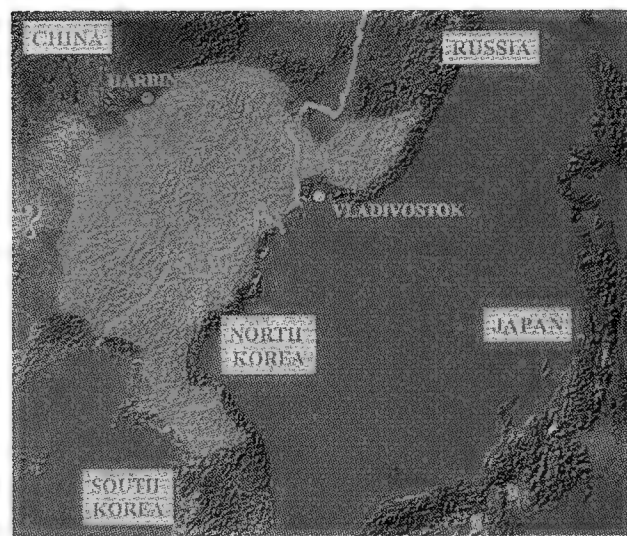 CHINA
RUSSIA
HARBIN
VLADIVOSTOK
NORTH
KOREA
JAPAN
SOUTH
KOREA